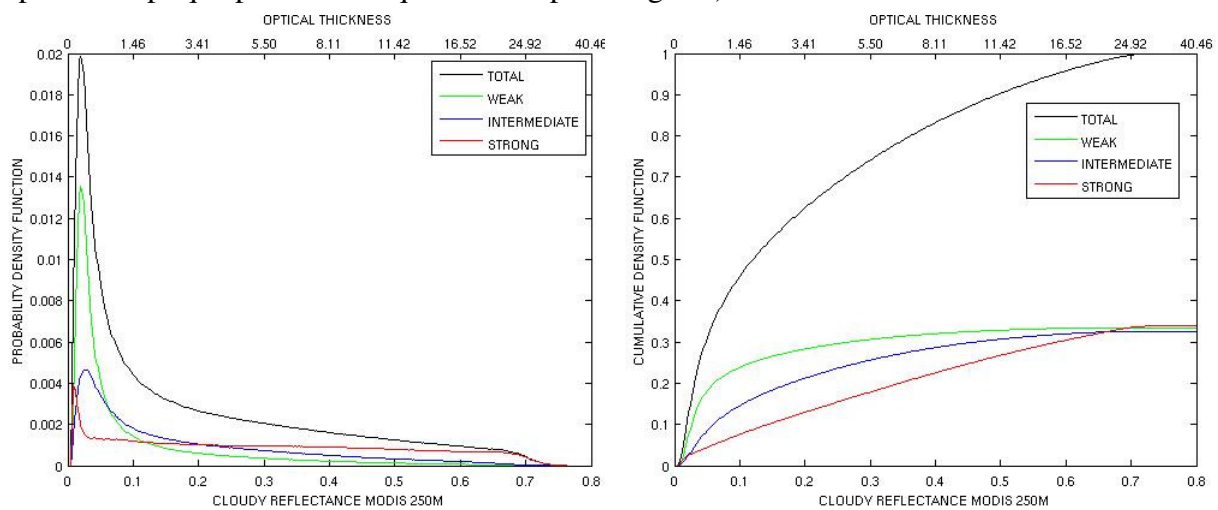 OPTICAL THICKNESS
0 1.46 3.41 5.50 8.11 11.42 16.52 24.92 40.46
0.02
0.018
0.016
0.014
0.012
0.01
0.008
0.006
0.004
0.002
0
PROBABILITY DENSITY FUNCTION
TOTAL
WEAK
INTERMEDIATE
STRONG
0 0.1 0.2 0.3 0.4 0.5 0.6 0.7 0.8
CLOUDY REFLECTANCE MODIS 250M
OPTICAL THICKNESS
0 1.46 3.41 5.50 8.11 11.42 16.52 24.92 40.46
1
0.9
0.8
0.7
0.6
0.5
0.4
0.3
0.2
0.1
0
CUMULATIVE DENSITY FUNCTION
TOTAL
WEAK
INTERMEDIATE
STRONG
0 0.1 0.2 0.3 0.4 0.5 0.6 0.7 0.8
CLOUDY REFLECTANCE MODIS 250M